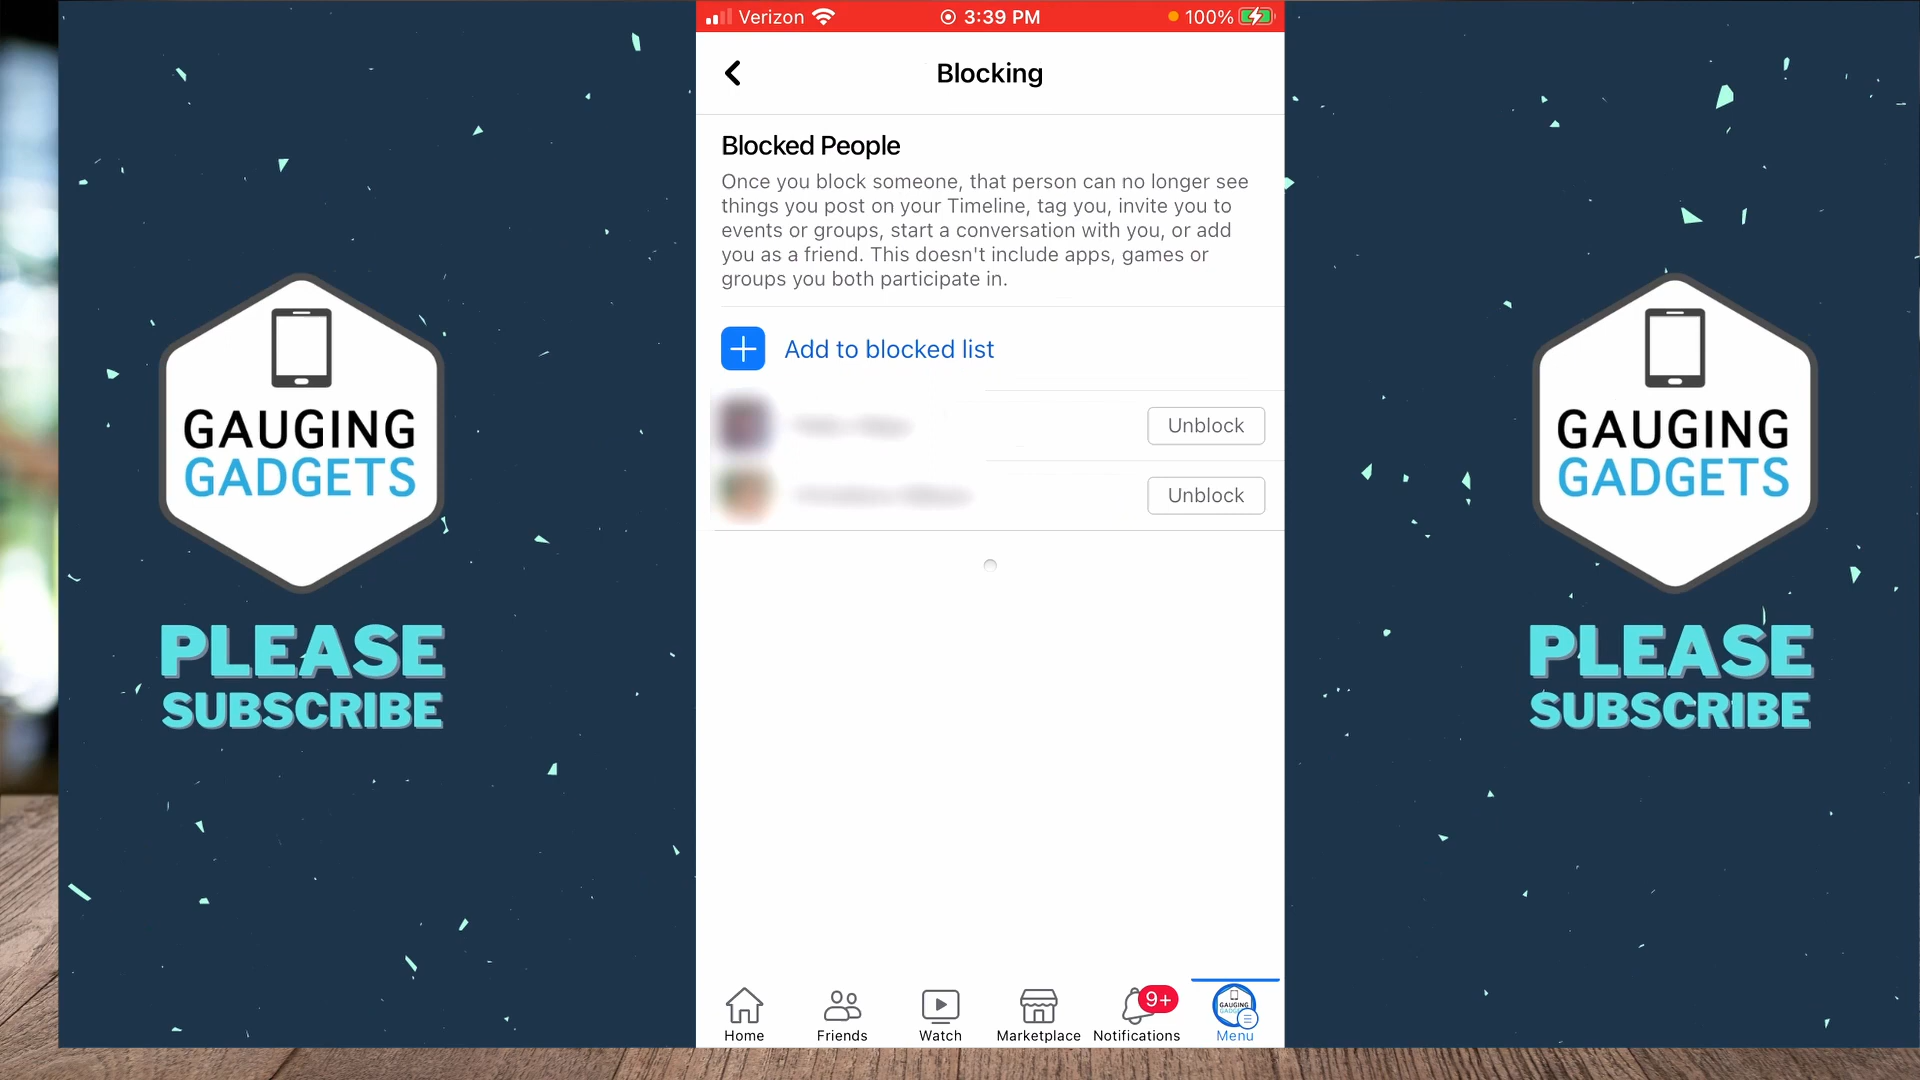 Verizon
3:39 PM
100%
Blocking
Blocked People
Once you block someone, that person can no longer see
things you post on your Timeline, tag you, invite you to
events or groups, start a conversation with you, or add
you as a friend. This doesn't include apps, games or
groups you both participate in.
Add to blocked list
Unblock
Unblock
Home
Friends
Watch
Marketplace
9+
Notifications
GAUGING
Menu
GAUGING
GADGETS
PLEASE
SUBSCRIBE
GAUGING
GADGETS
PLEASE
SUBSCRIBE